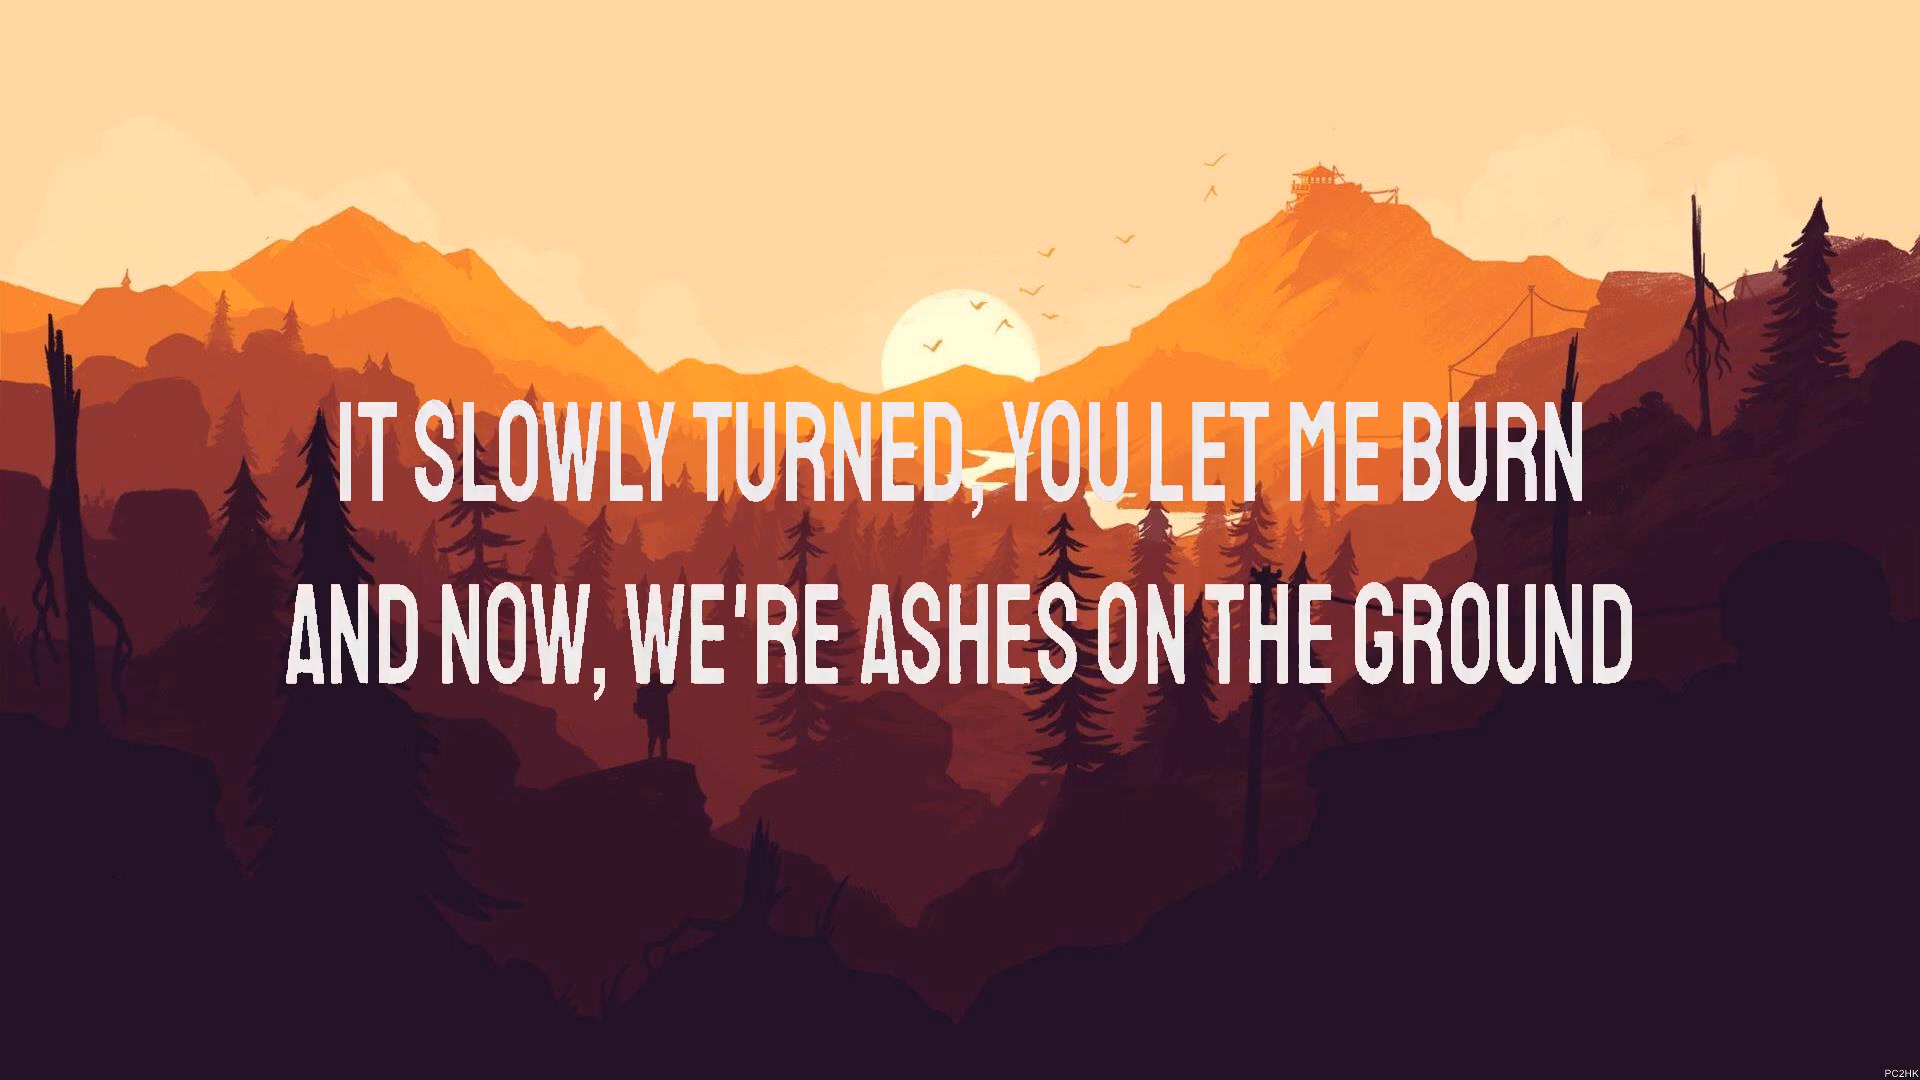 IT SLOWLY TURNED, YOU LET ME BURN
AND NOW, WE'RE ASHES ON THE GROUND
PC2HK